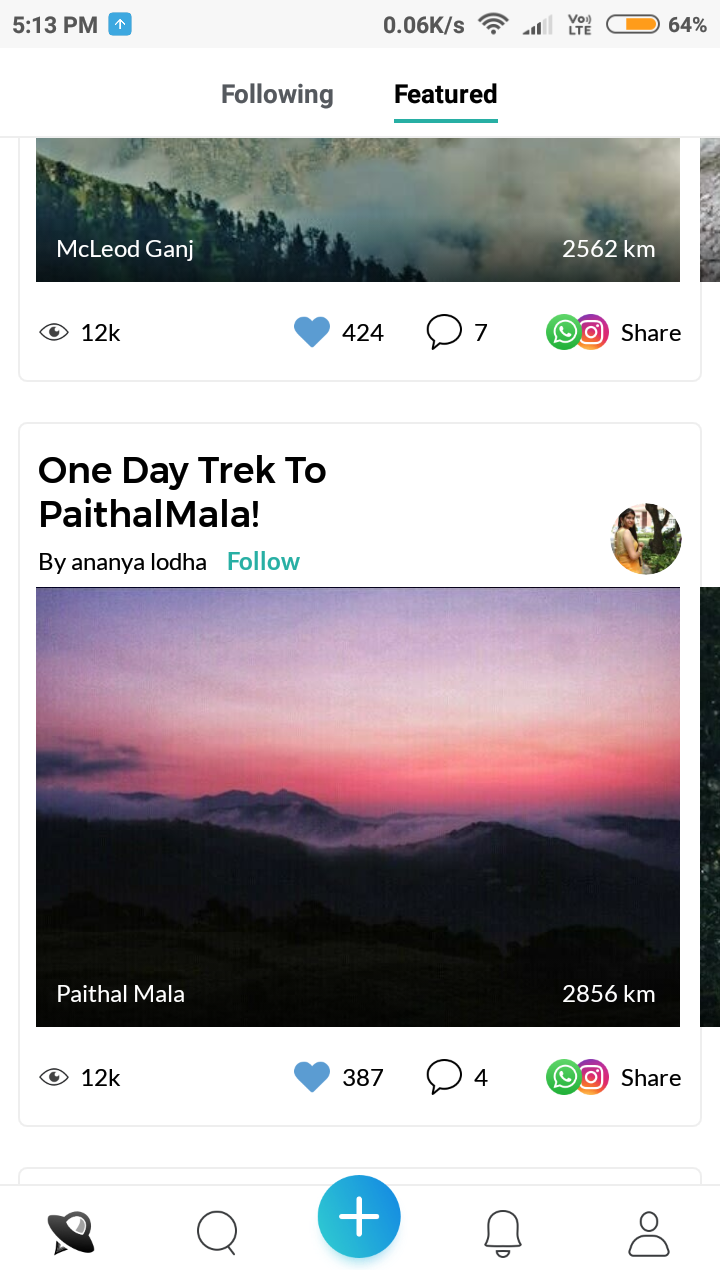 5:13 PM 0.06K/s Vo) LTE 64%
Following Featured
McLeod Ganj 2562 km
12k 424 7 Share
One Day Trek To
PaithalMala!
By ananya lodha Follow
Paithal Mala 2856 km
12k 387 4 Share